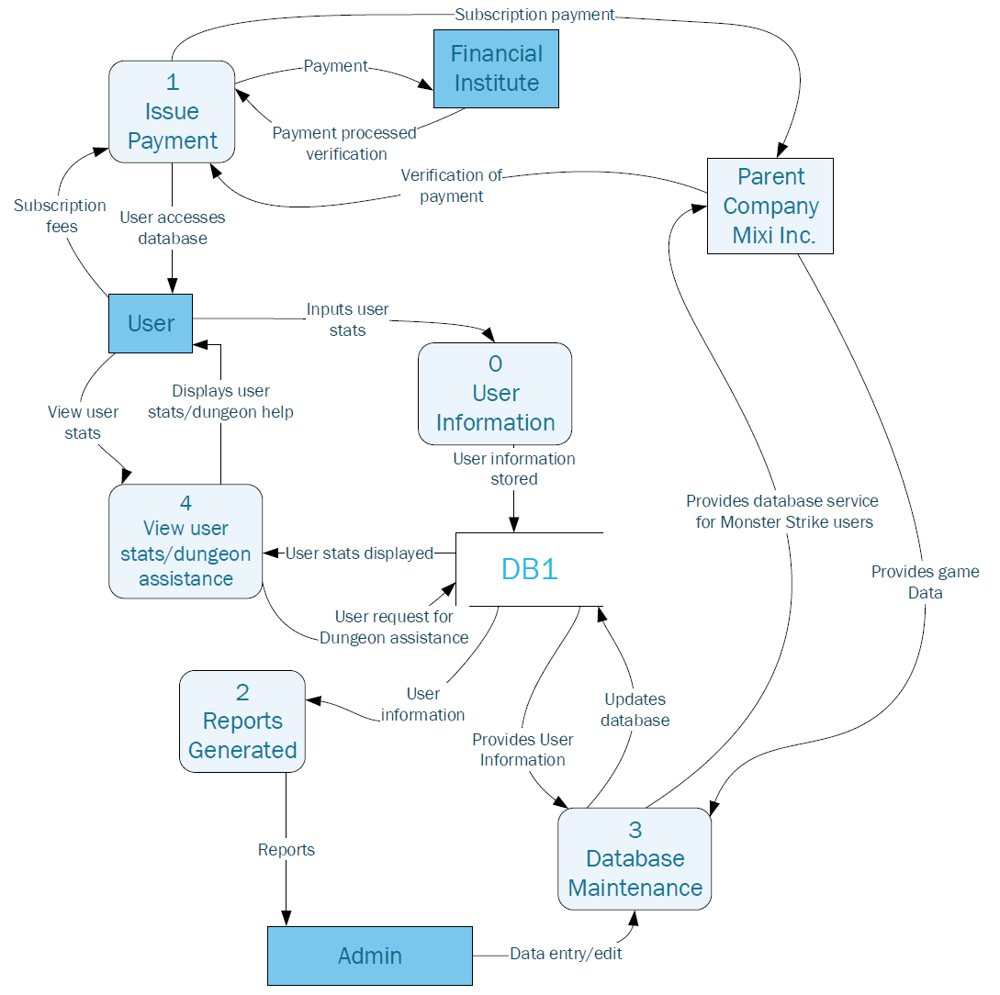 Subscription payment
Financial
Institute
1
Issue
Payment
Payment
Payment processed
verification
Verification of
payment
Parent
Company
Mixi Inc.
Subscription
fees
User accesses
database
User
Inputs user
stats
0
User
Information
Displays user
stats/dungeon help
View user
stats
User information
stored
4
View user
stats/dungeon
assistance
User stats displayed
DB1
Provides database service
for Monster Strike users
Provides game
Data
User request for
Dungeon assistance
2
Reports
Generated
User
information
Updates
database
Provides User
Information
3
Database
Maintenance
Reports
Admin
Data entry/edit